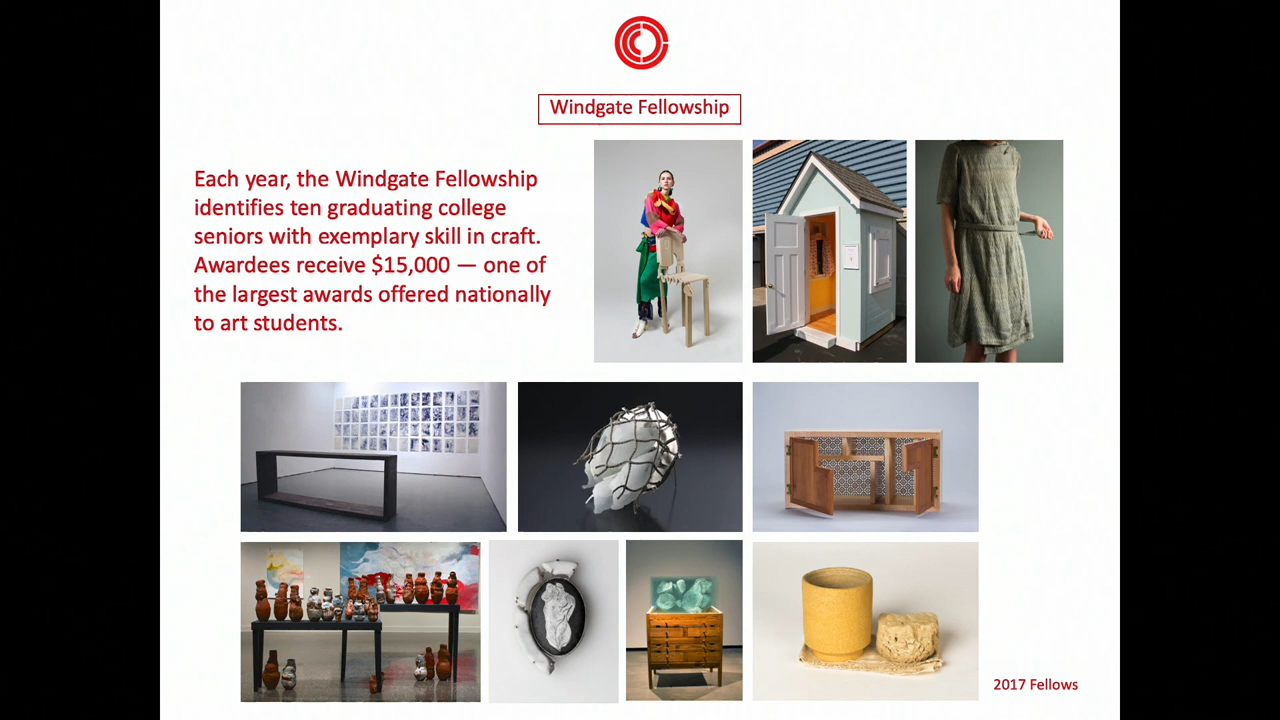 Windgate Fellowship
Each year, the Windgate Fellowship
identifies ten graduating college
seniors with exemplary skill in craft.
Awardees receive $15,000 — one of
the largest awards offered nationally
to art students.
2017 Fellows